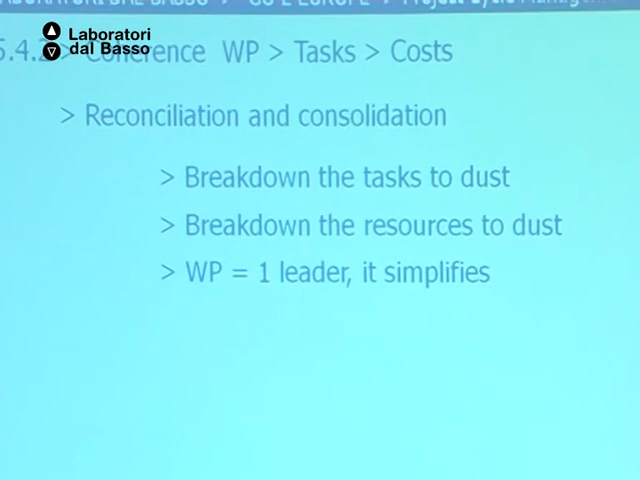 Laboratori
dal Basso
> Coherence WP > Tasks > Costs
> Reconciliation and consolidation
> Breakdown the tasks to dust
> Breakdown the resources to dust
> WP = 1 leader, it simplifies